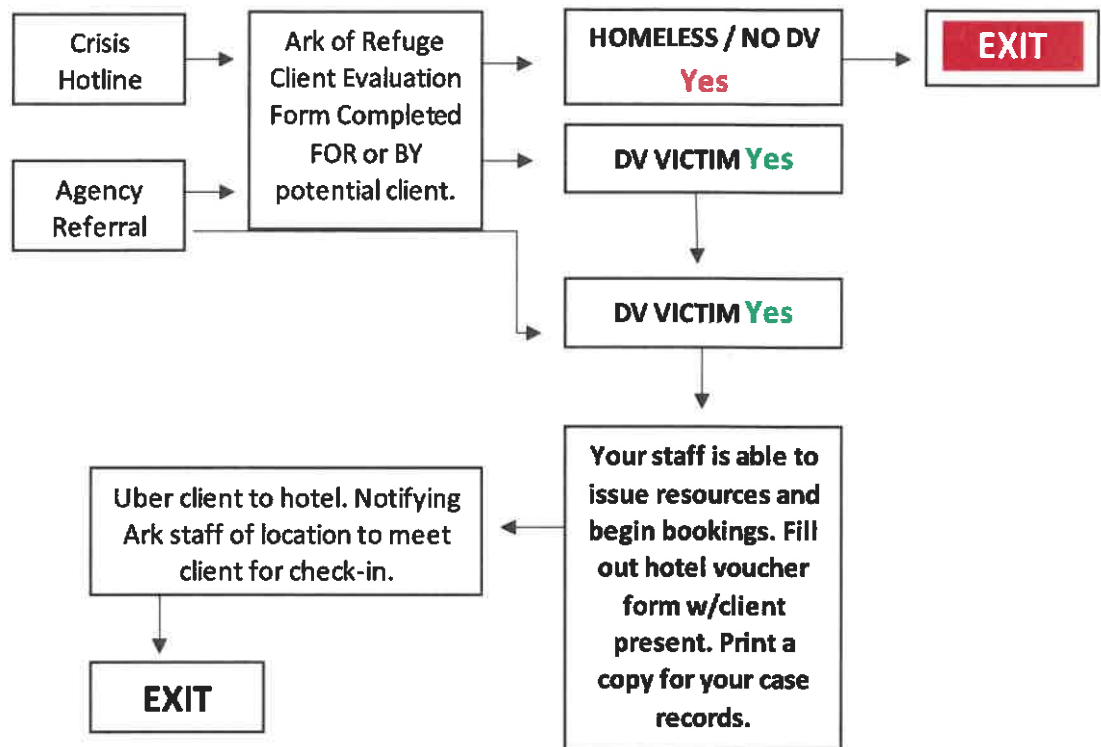 Crisis
Hotline
Ark of Refuge
Client Evaluation
Form Completed
FOR or BY
potential client.
HOMELESS / NO DV
Yes
EXIT
Agency
Referral
DV VICTIM Yes
DV VICTIM Yes
Your staff is able to
issue resources and
begin bookings. Fill
out hotel voucher
form w/client
present. Print a
copy for your case
records.
Uber client to hotel. Notifying
Ark staff of location to meet
client for check-in.
EXIT